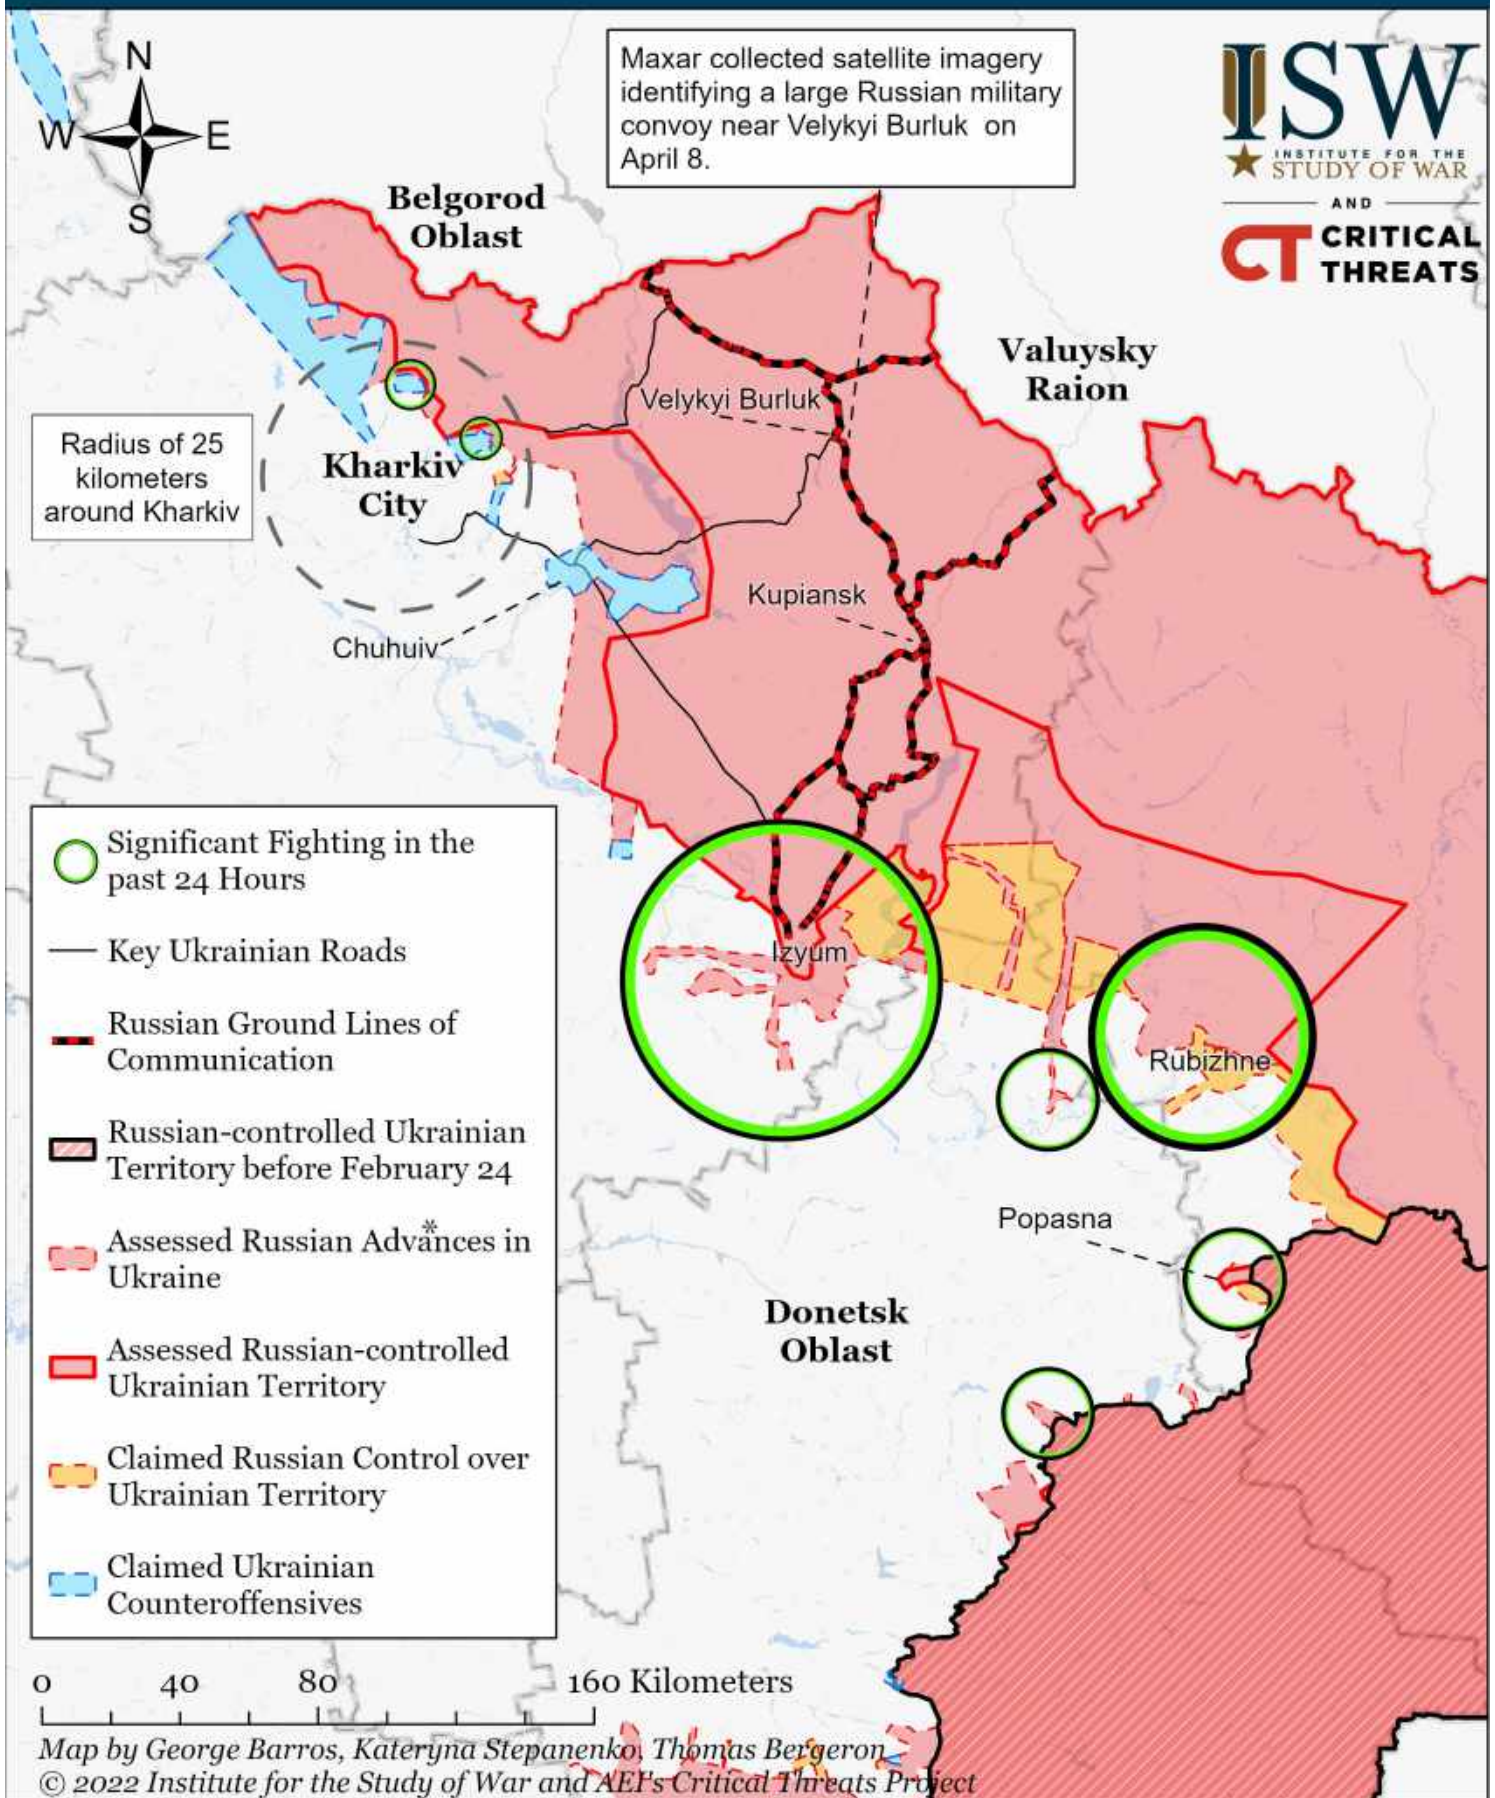 N
W
E
S
Maxar collected satellite imagery
identifying a large Russian military
convoy near Velykyi Burluk on
April 8.
ISW
INSTITUTE FOR THE
STUDY OF WAR
AND
CT CRITICAL
THREATS
Belgorod
Oblast
Valuysky
Raion
Velykyi Burluk
Radius of 25
kilometers
around Kharkiv
Kharkiv
City
Kupiansk
Chuhuiv
Izyum
Rubizhne
Popasna
Donetsk
Oblast
Significant Fighting in the
past 24 Hours
Key Ukrainian Roads
Russian Ground Lines of
Communication
Russian-controlled Ukrainian
Territory before February 24
Assessed Russian Advances* in
Ukraine
Assessed Russian-controlled
Ukrainian Territory
Claimed Russian Control over
Ukrainian Territory
Claimed Ukrainian
Counteroffensives
0 40 80 160 Kilometers
Map by George Barros, Kateryna Stepanenko, Thomas Bergeron
© 2022 Institute for the Study of War and AEI's Critical Threats Project